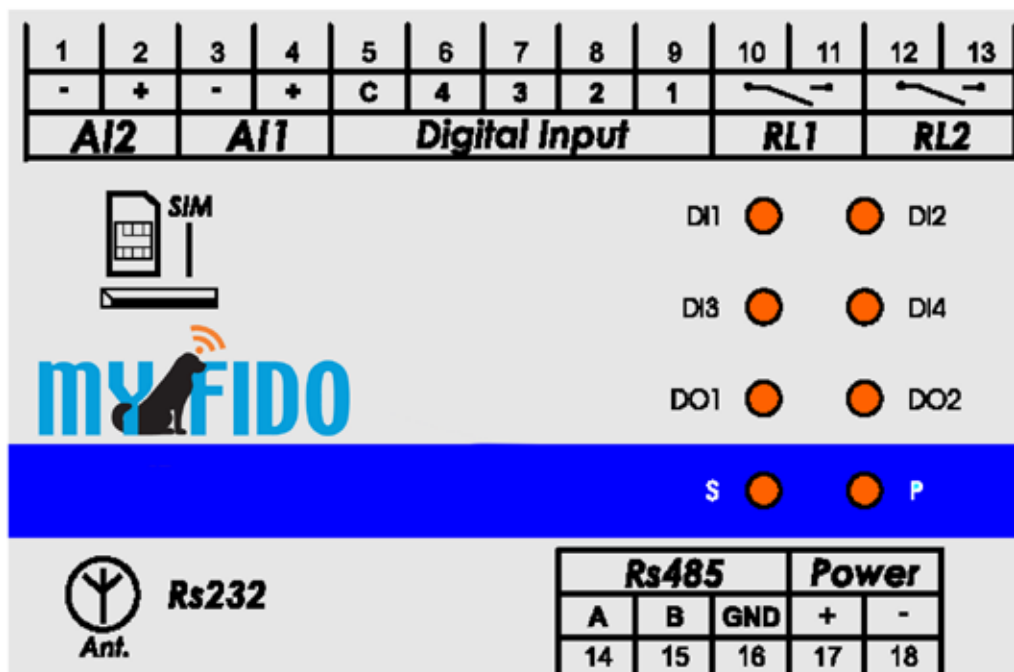 1 2 3 4 5 6 7 8 9 10 11 12 13
- + - + C 4 3 2 1
AI2 AI1 Digital Input RL1 RL2
SIM
DI1 DI2
DI3 DI4
MYFIDO
DO1 DO2
S P
Rs232
Ant.
Rs485 Power
A B GND + -
14 15 16 17 18